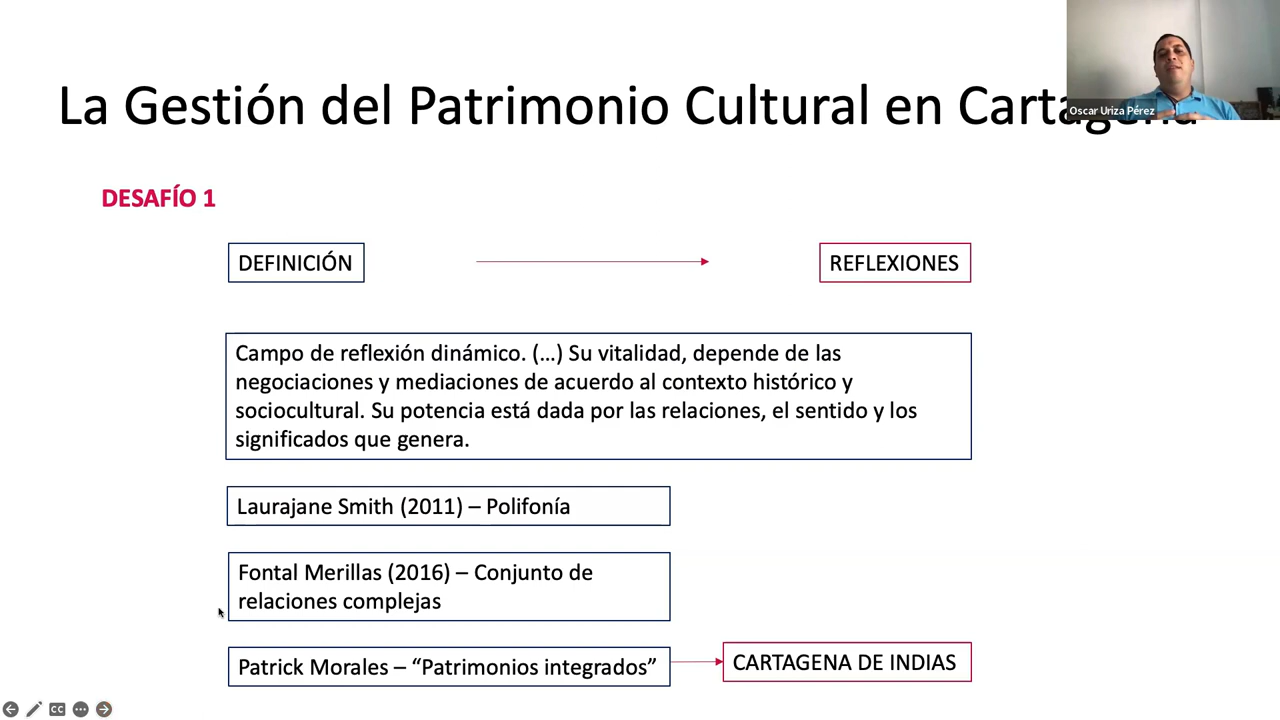 La Gestión del Patrimonio Cultural en Cartagena
Oscar Uriza Pérez
DESAFÍO 1
DEFINICIÓN
REFLEXIONES
Campo de reflexión dinámico. (…) Su vitalidad, depende de las
negociaciones y mediaciones de acuerdo al contexto histórico y
sociocultural. Su potencia está dada por las relaciones, el sentido y los
significados que genera.
Laurajane Smith (2011) – Polifonía
Fontal Merillas (2016) – Conjunto de
relaciones complejas
Patrick Morales – “Patrimonios integrados”
CARTAGENA DE INDIAS
CC